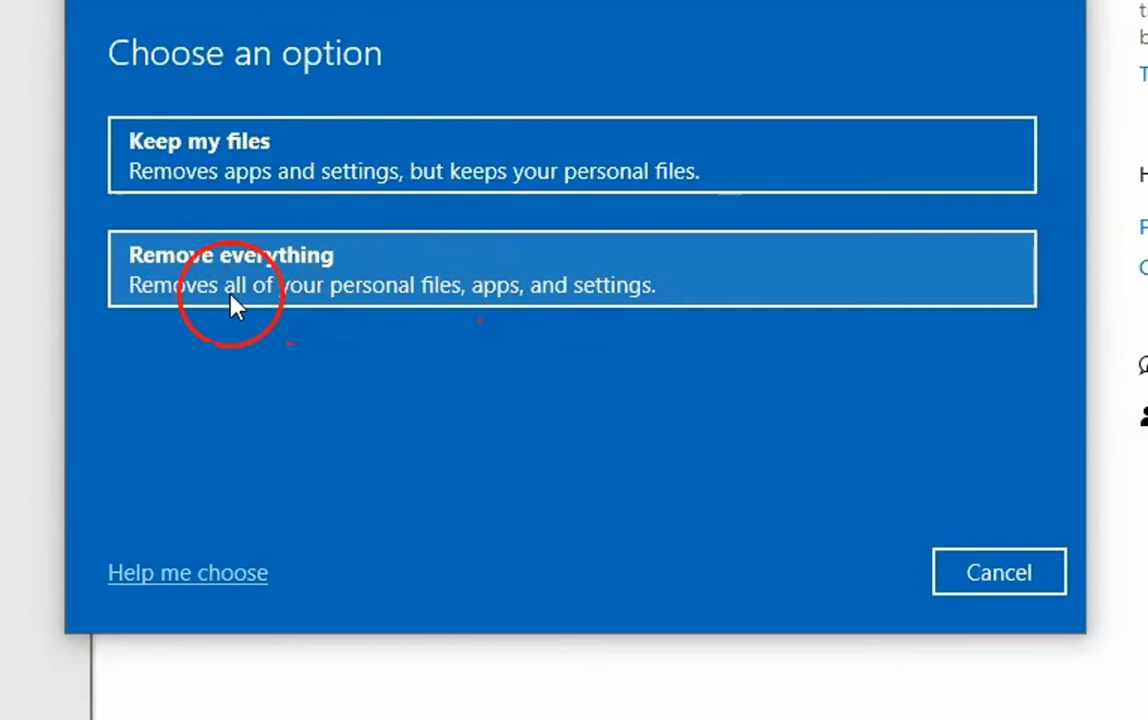 Choose an option
Keep my files
Removes apps and settings, but keeps your personal files.
Remove everything
Removes all of your personal files, apps, and settings.
Help me choose
Cancel